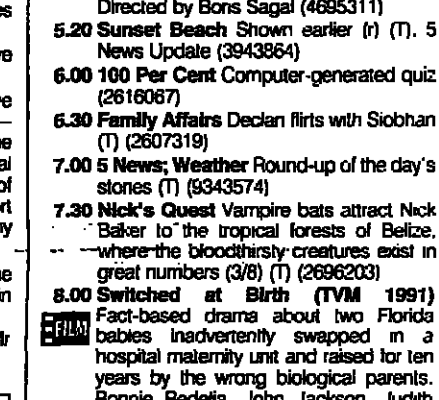 Directed by Boris Sagal (4695311)
5.20 Sunset Beach Shown earlier (r) (T). 5
News Update (3943864)
6.00 100 Per Cent Computer-generated quiz
(2616067)
6.30 Family Affairs Declan flirts with Siobhan
(T) (2607319)
7.00 5 News; Weather Round-up of the day's
stories (T) (9343574)
7.30 Nick's Quest Vampire bats attract Nick
Baker to the tropical forests of Belize,
where the bloodthirsty creatures exist in
great numbers (3/8) (T) (2696203)
8.00 Switched at Birth (TVM 1991)
FILM Fact-based drama about two Florida
babies inadvertently swapped in a
hospital maternity unit and raised for ten
years by the wrong biological parents.
Bonnie Bedelia, John Jackson, Judith